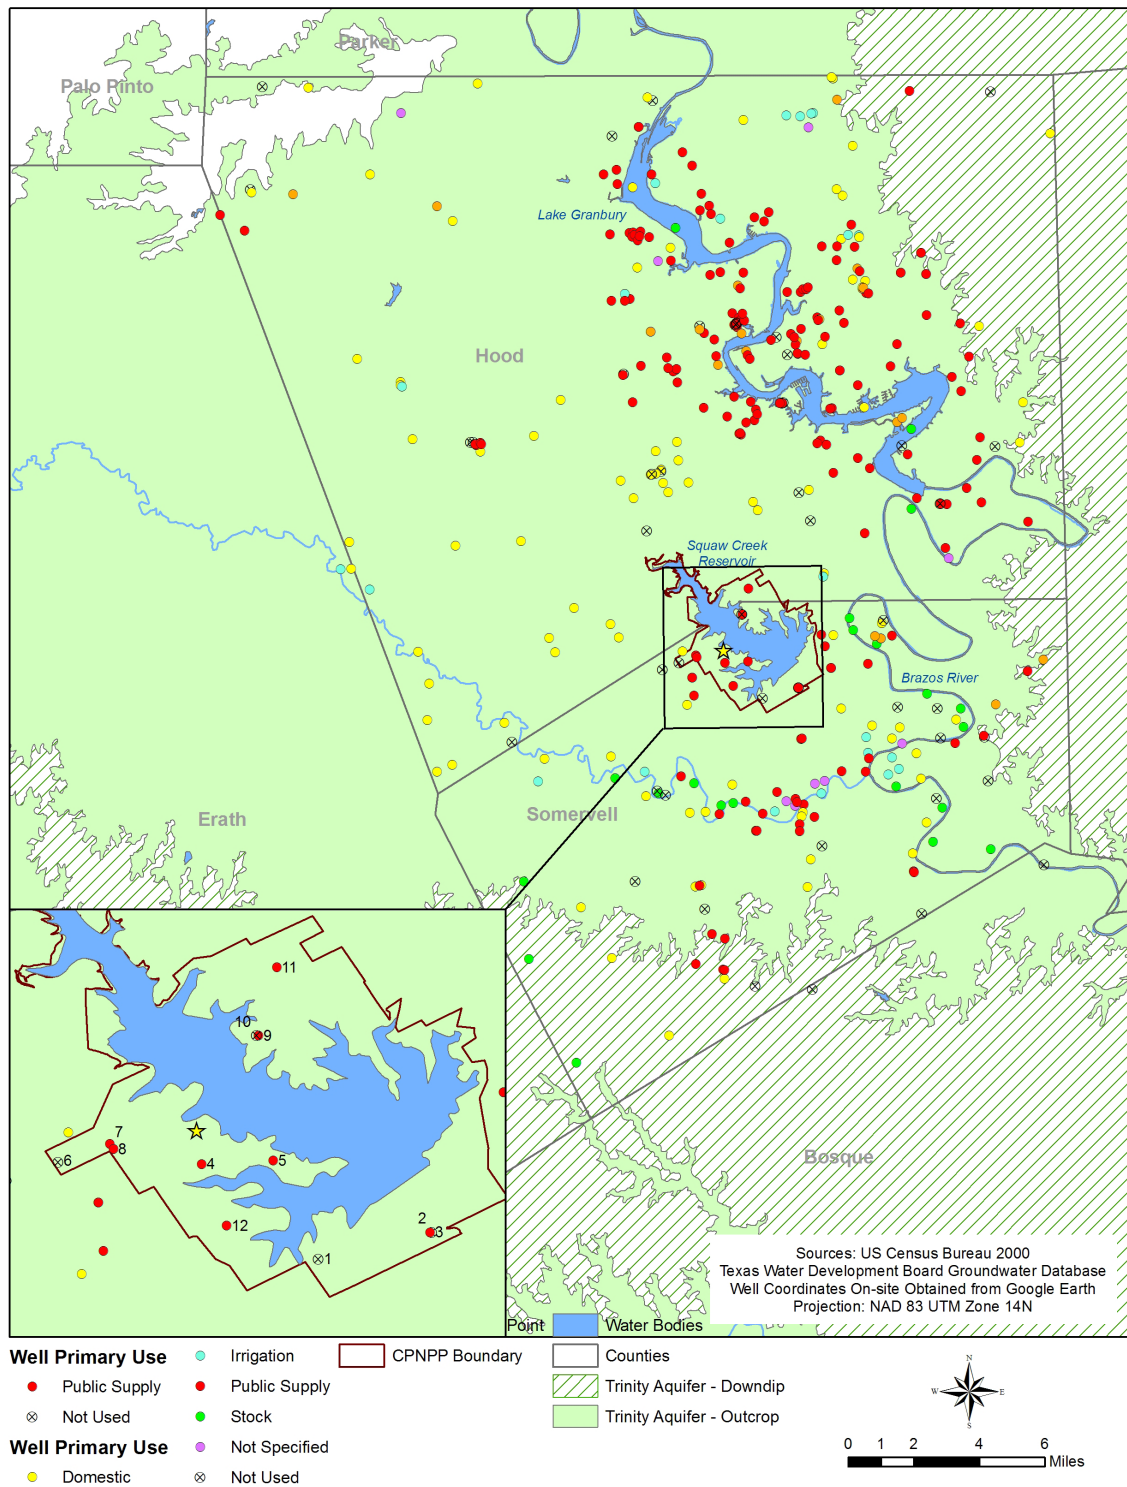 Parker
Palo Pinto
Lake Granbury
Hood
Squaw Creek
Reservoir
Brazos River
Erath
Somervell
Bosque
11
10
9
7
8
6
4
5
12
2
3
1
Sources: US Census Bureau 2000
Texas Water Development Board Groundwater Database
Well Coordinates On-site Obtained from Google Earth
Projection: NAD 83 UTM Zone 14N
Point
Water Bodies
Well Primary Use
Irrigation
CPNPP Boundary
Counties
Public Supply
Public Supply
Trinity Aquifer - Downdip
Not Used
Stock
Trinity Aquifer - Outcrop
Well Primary Use
Not Specified
Domestic
Not Used
N
W
E
S
0 1 2 4 6
Miles